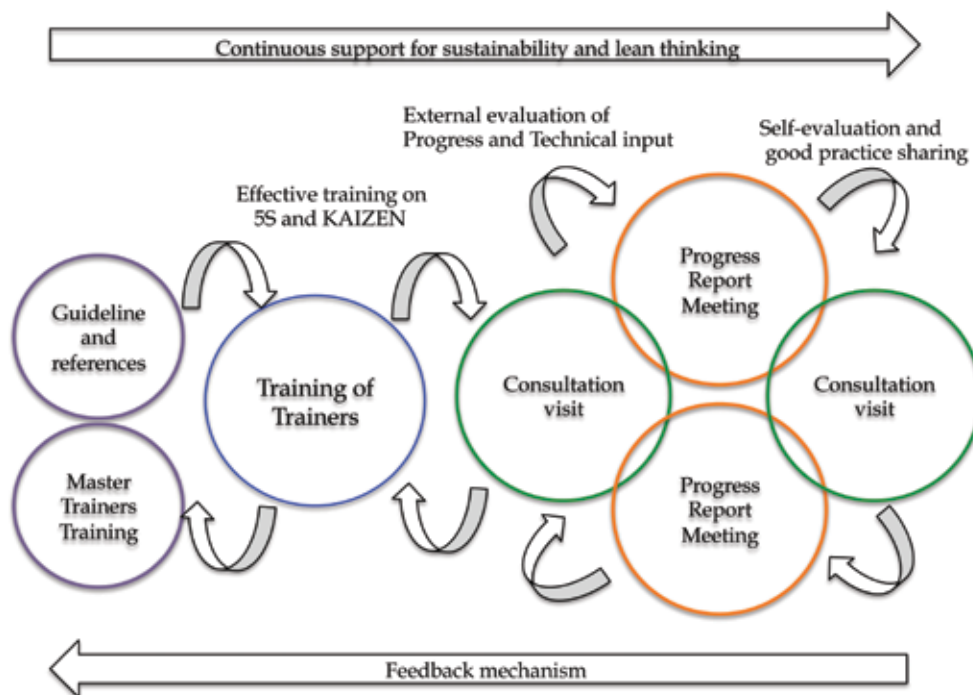 Continuous support for sustainability and lean thinking
External evaluation of
Progress and Technical input
Self-evaluation and
good practice sharing
Effective training on
5S and KAIZEN
Guideline
and
references
Master
Trainers
Training
Training of
Trainers
Consultation
visit
Progress
Report
Meeting
Progress
Report
Meeting
Consultation
visit
Feedback mechanism